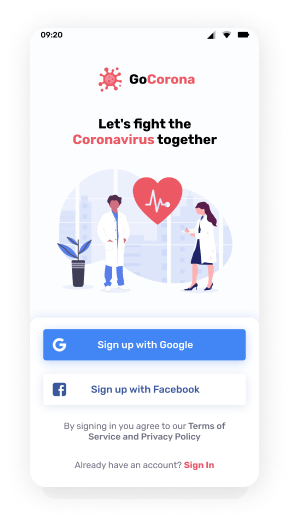 09:20
GoCorona
Let's fight the
Coronavirus together
Sign up with Google
Sign up with Facebook
By signing in you agree to our Terms of
Service and Privacy Policy
Already have an account? Sign In